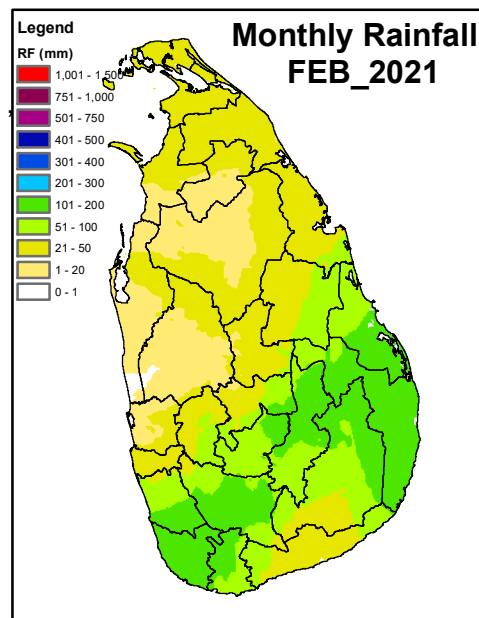 Legend
Monthly Rainfall
FEB_2021
RF (mm)
1,001 - 1,500
751 - 1,000
501 - 750
401 - 500
301 - 400
201 - 300
101 - 200
51 - 100
21 - 50
1 - 20
0 - 1